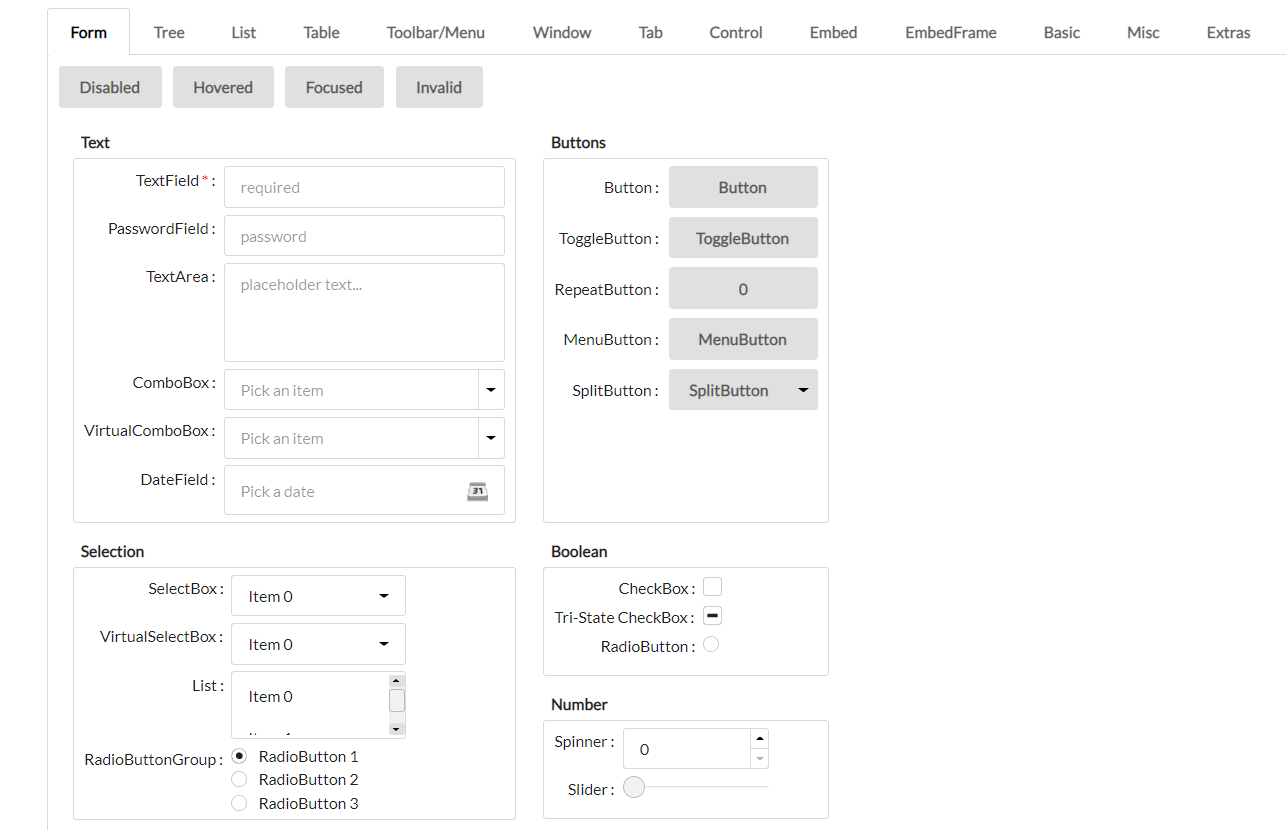 Form Tree List Table Toolbar/Menu Window Tab Control Embed EmbedFrame Basic Misc Extras
Disabled Hovered Focused Invalid
Text
TextField * :
required
PasswordField :
password
TextArea :
placeholder text...
ComboBox :
Pick an item
VirtualComboBox :
Pick an item
DateField :
Pick a date
31
Buttons
Button :
Button
ToggleButton :
ToggleButton
RepeatButton :
0
MenuButton :
MenuButton
SplitButton :
SplitButton
Selection
SelectBox :
Item 0
VirtualSelectBox :
Item 0
List :
Item 0
RadioButtonGroup :
RadioButton 1
RadioButton 2
RadioButton 3
Boolean
CheckBox :
Tri-State CheckBox :
RadioButton :
Number
Spinner :
0
Slider :